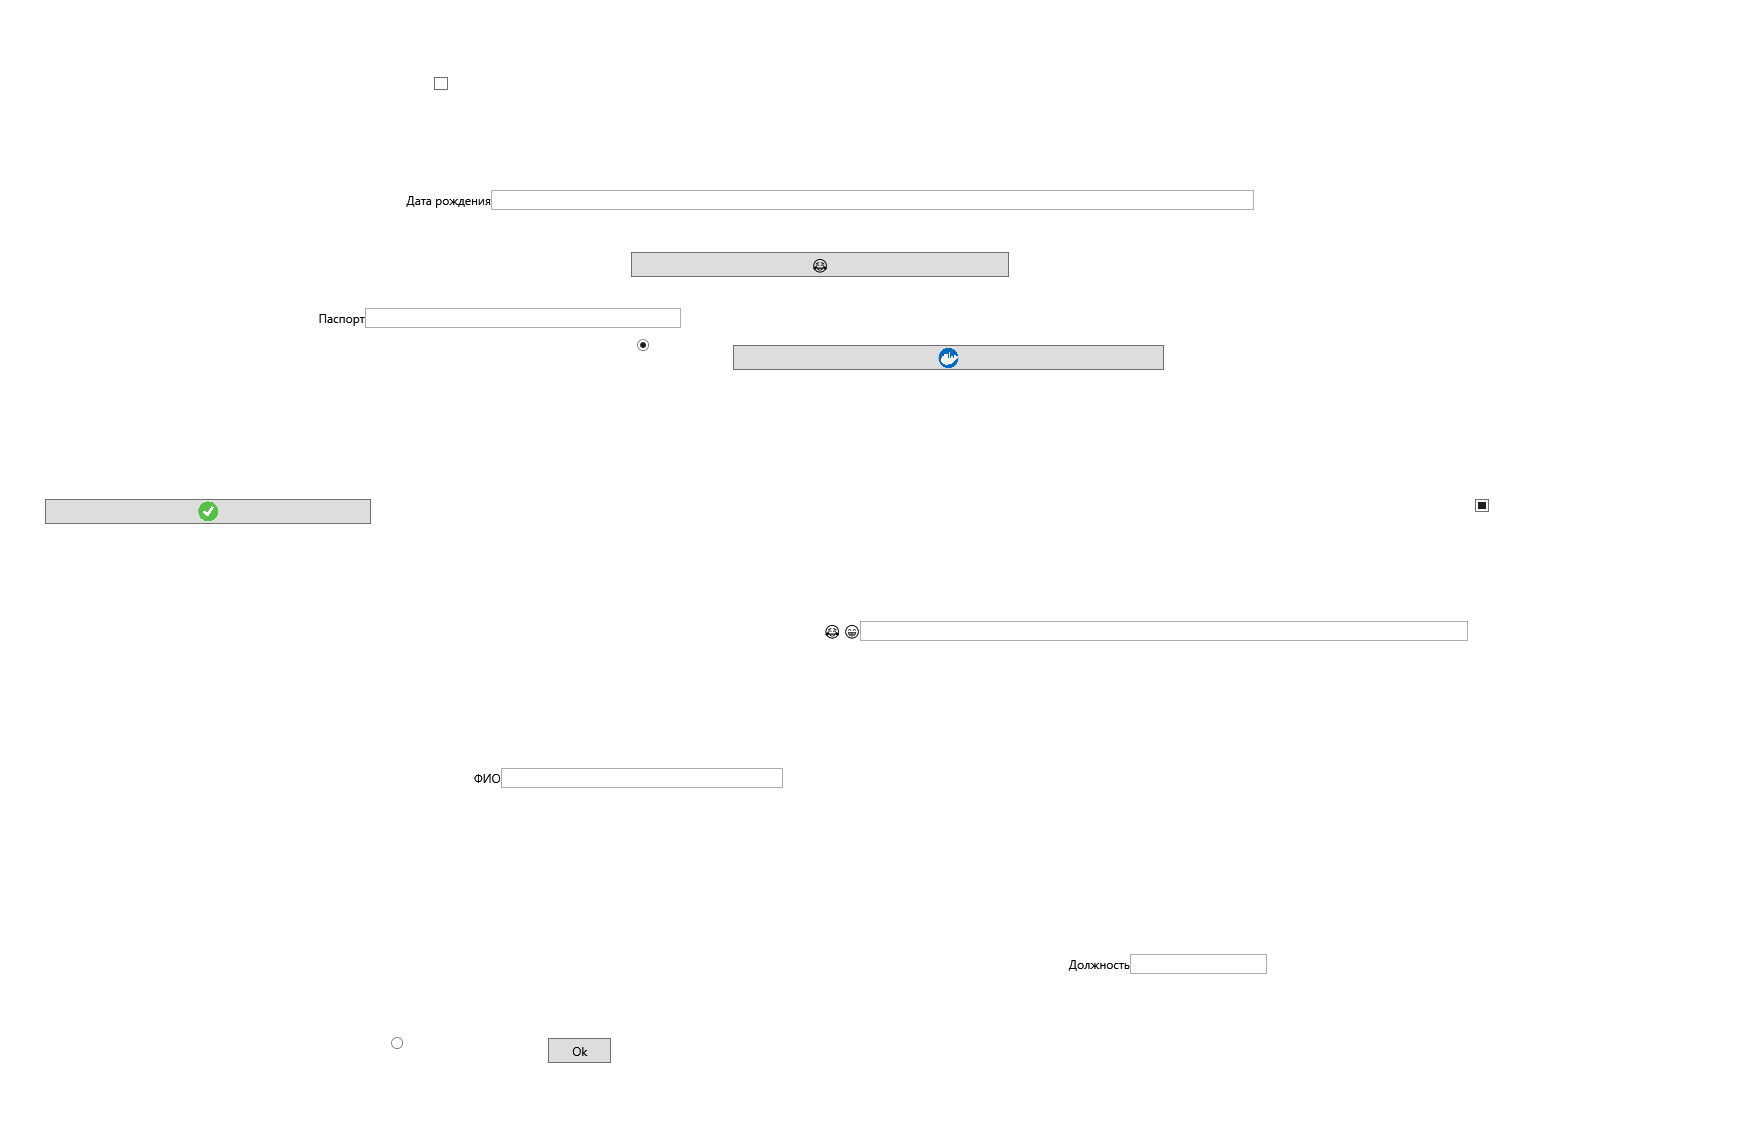 Дата рождения
🤣
Паспорт
🤣 😁
ФИО
Должность
Ok